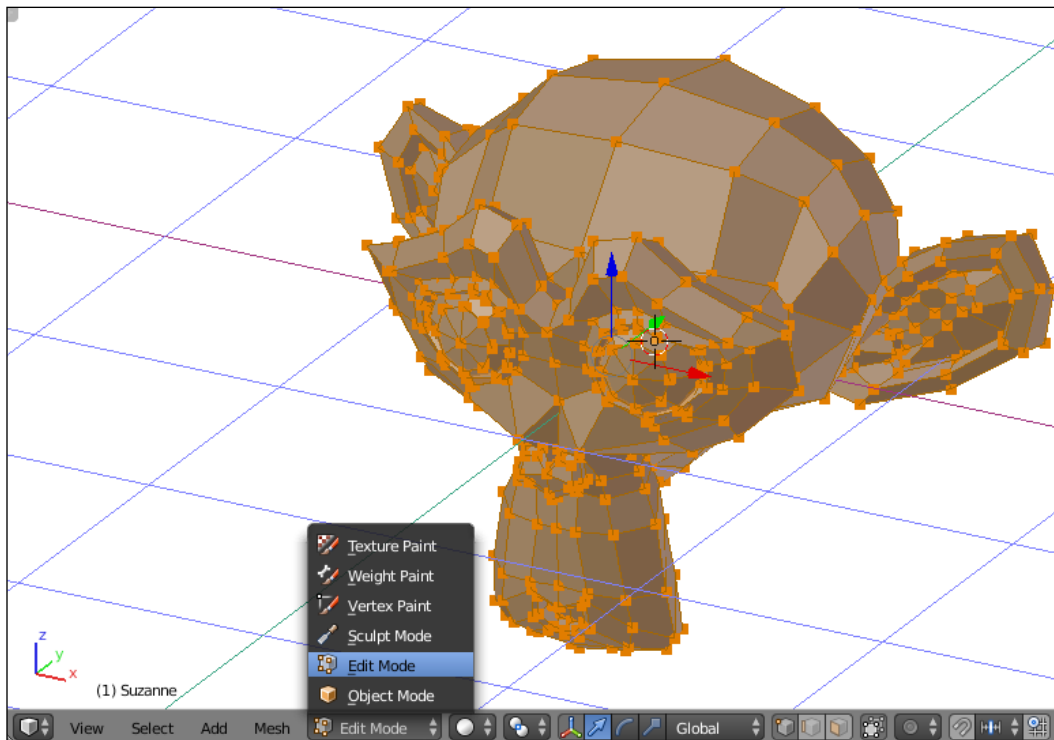 Texture Paint
Weight Paint
Vertex Paint
Sculpt Mode
Edit Mode
Object Mode
z
y
x
(1) Suzanne
View Select Add Mesh Edit Mode Global